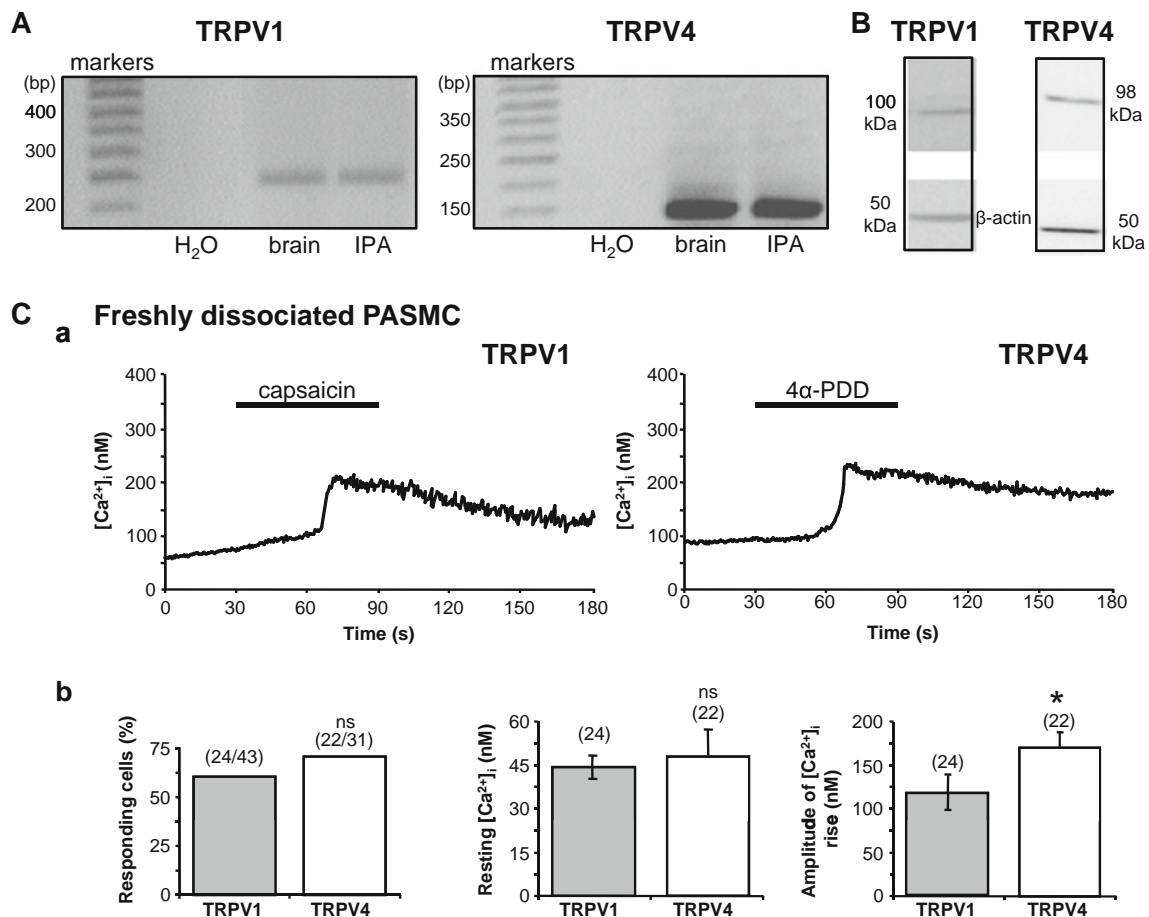 A
TRPV1
TRPV4
markers
markers
(bp)
400
300
200
(bp)
350
250
150
H₂O brain IPA
H₂O brain IPA
B
TRPV1 TRPV4
100 kDa
98 kDa
50 kDa
β-actin
50 kDa
C
a
Freshly dissociated PASMC
TRPV1
TRPV4
capsaicin
4α-PDD
[Ca²⁺]ᵢ (nM)
400
300
200
100
0
0 30 60 90 120 150 180
Time (s)
[Ca²⁺]ᵢ (nM)
400
300
200
100
0
0 30 60 90 120 150 180
Time (s)
b
Responding cells (%)
75
50
25
0
(24/43)
ns
(22/31)
TRPV1 TRPV4
Resting [Ca²⁺]ᵢ (nM)
60
45
30
15
0
(24)
ns
(22)
TRPV1 TRPV4
Amplitude of [Ca²⁺]ᵢ
rise (nM)
200
150
100
50
0
(24)
*
(22)
TRPV1 TRPV4